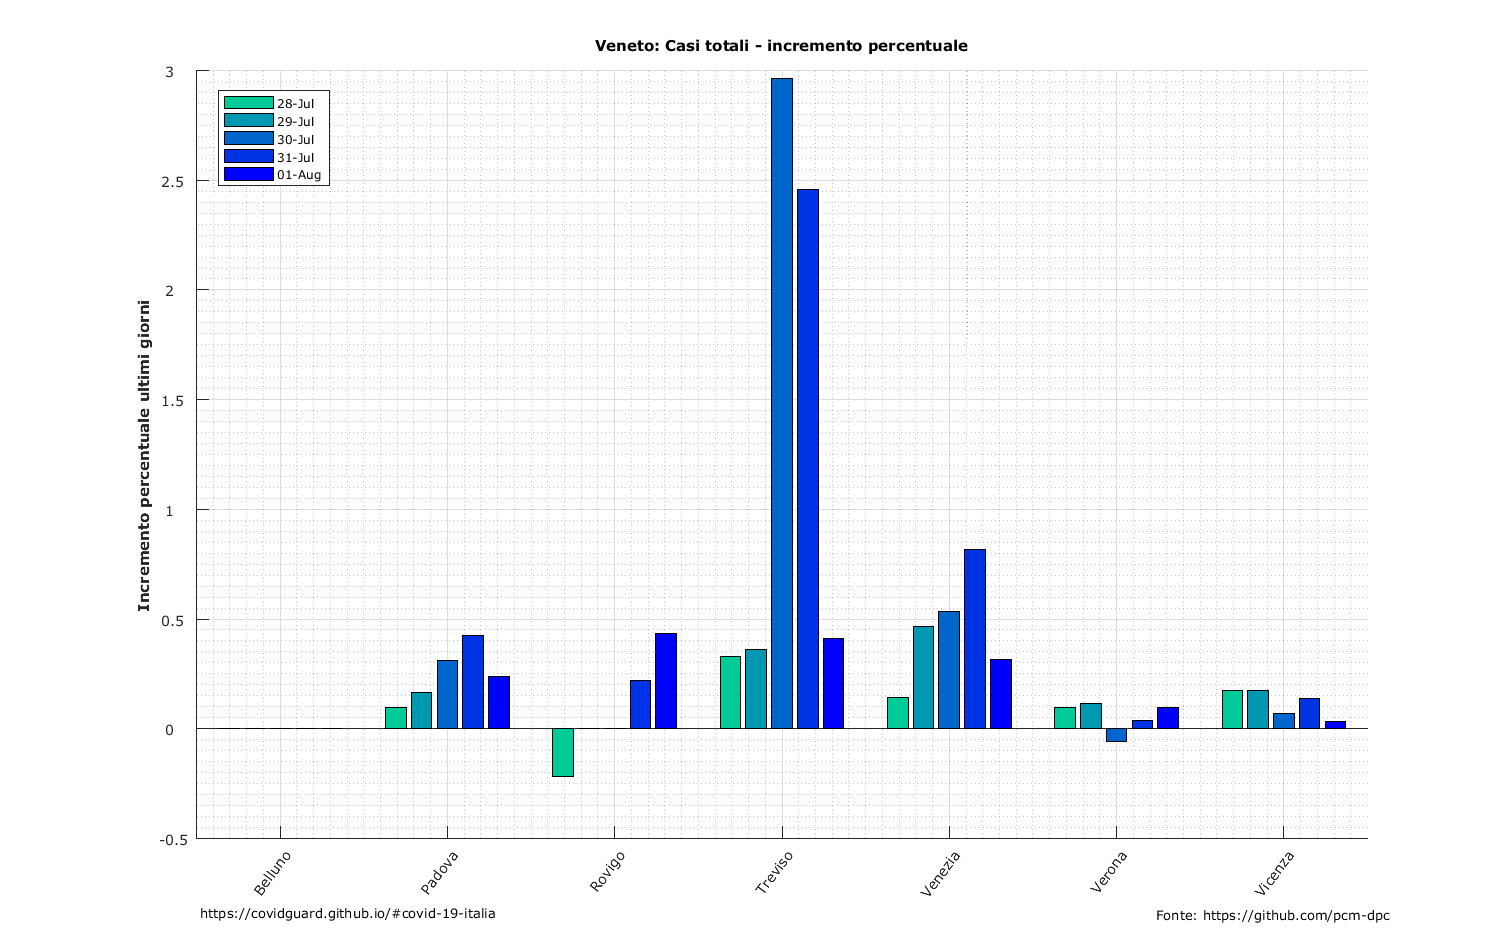 Veneto: Casi totali - incremento percentuale
3
2.5
2
1.5
1
0.5
0
-0.5
Incremento percentuale ultimi giorni
28-Jul
29-Jul
30-Jul
31-Jul
01-Aug
Belluno
Padova
Rovigo
Treviso
Venezia
Verona
Vicenza
https://covidguard.github.io/#covid-19-italia
Fonte: https://github.com/pcm-dpc